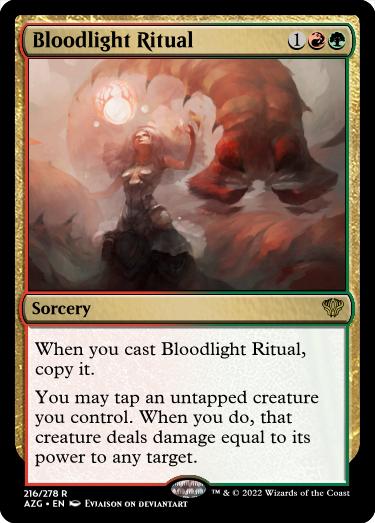 Bloodlight Ritual 1
Sorcery
When you cast Bloodlight Ritual,
copy it.
You may tap an untapped creature
you control. When you do, that
creature deals damage equal to its
power to any target.
216/278 R
AZG • EN EVIAISON ON DEVIANTART
™ & © 2022 Wizards of the Coast